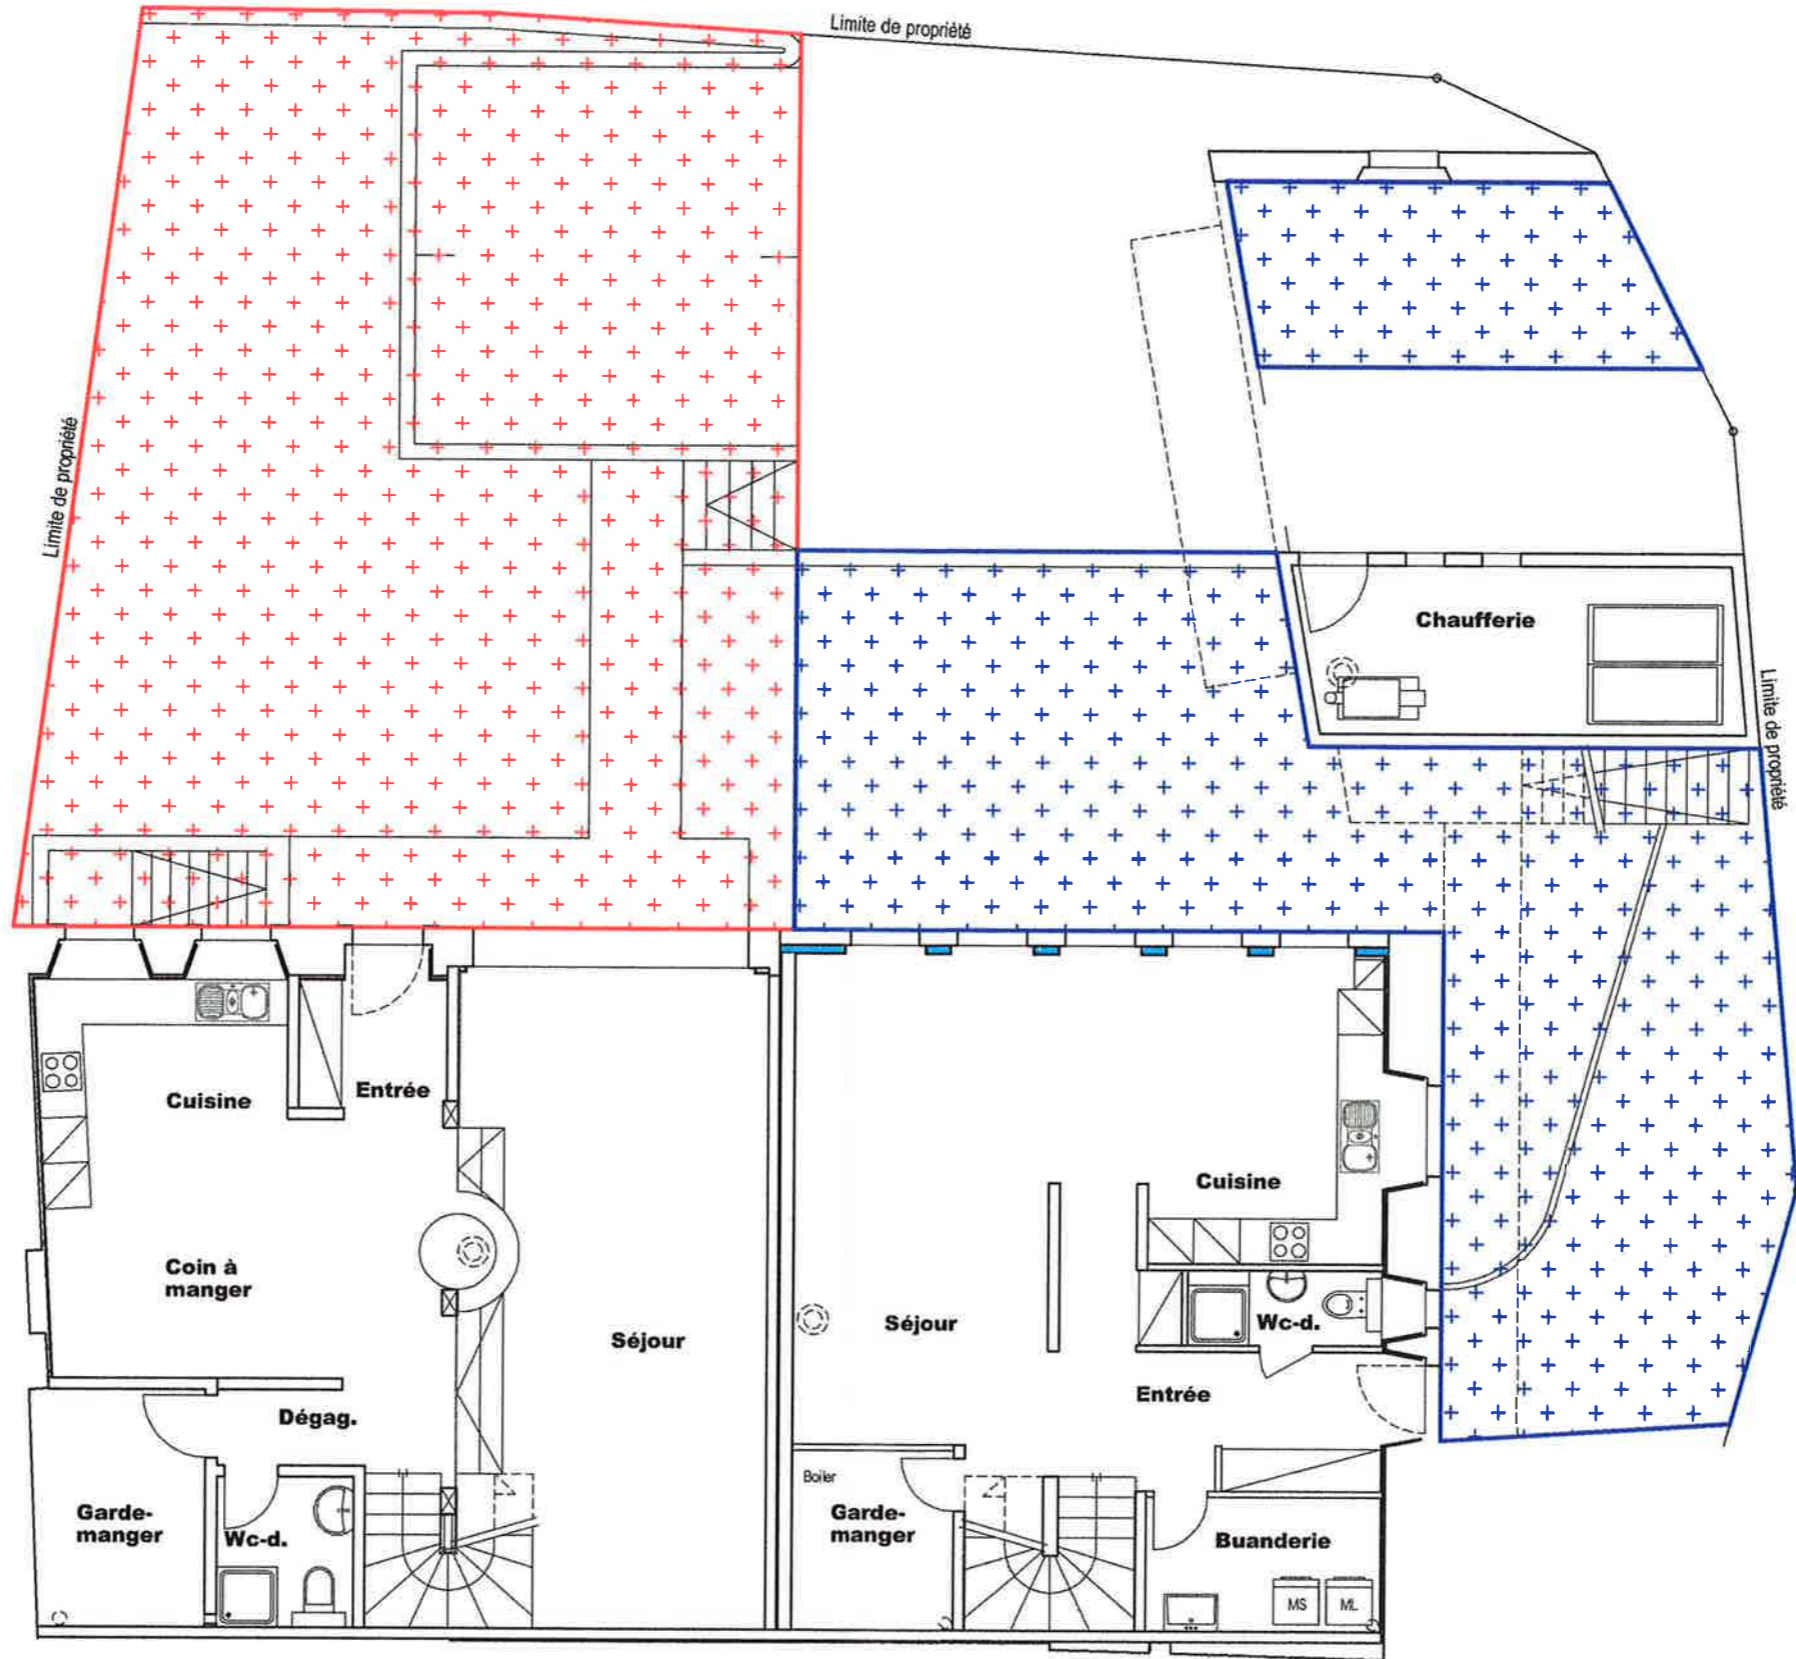 Limite de propriété
Limite de propriété
Chaufferie
Limite de propriété
Cuisine
Entrée
Cuisine
Coin à
manger
Séjour
Séjour
Wc-d.
Entrée
Dégag.
Boiler
Garde-
manger
Wc-d.
Garde-
manger
Buanderie
MS
ML